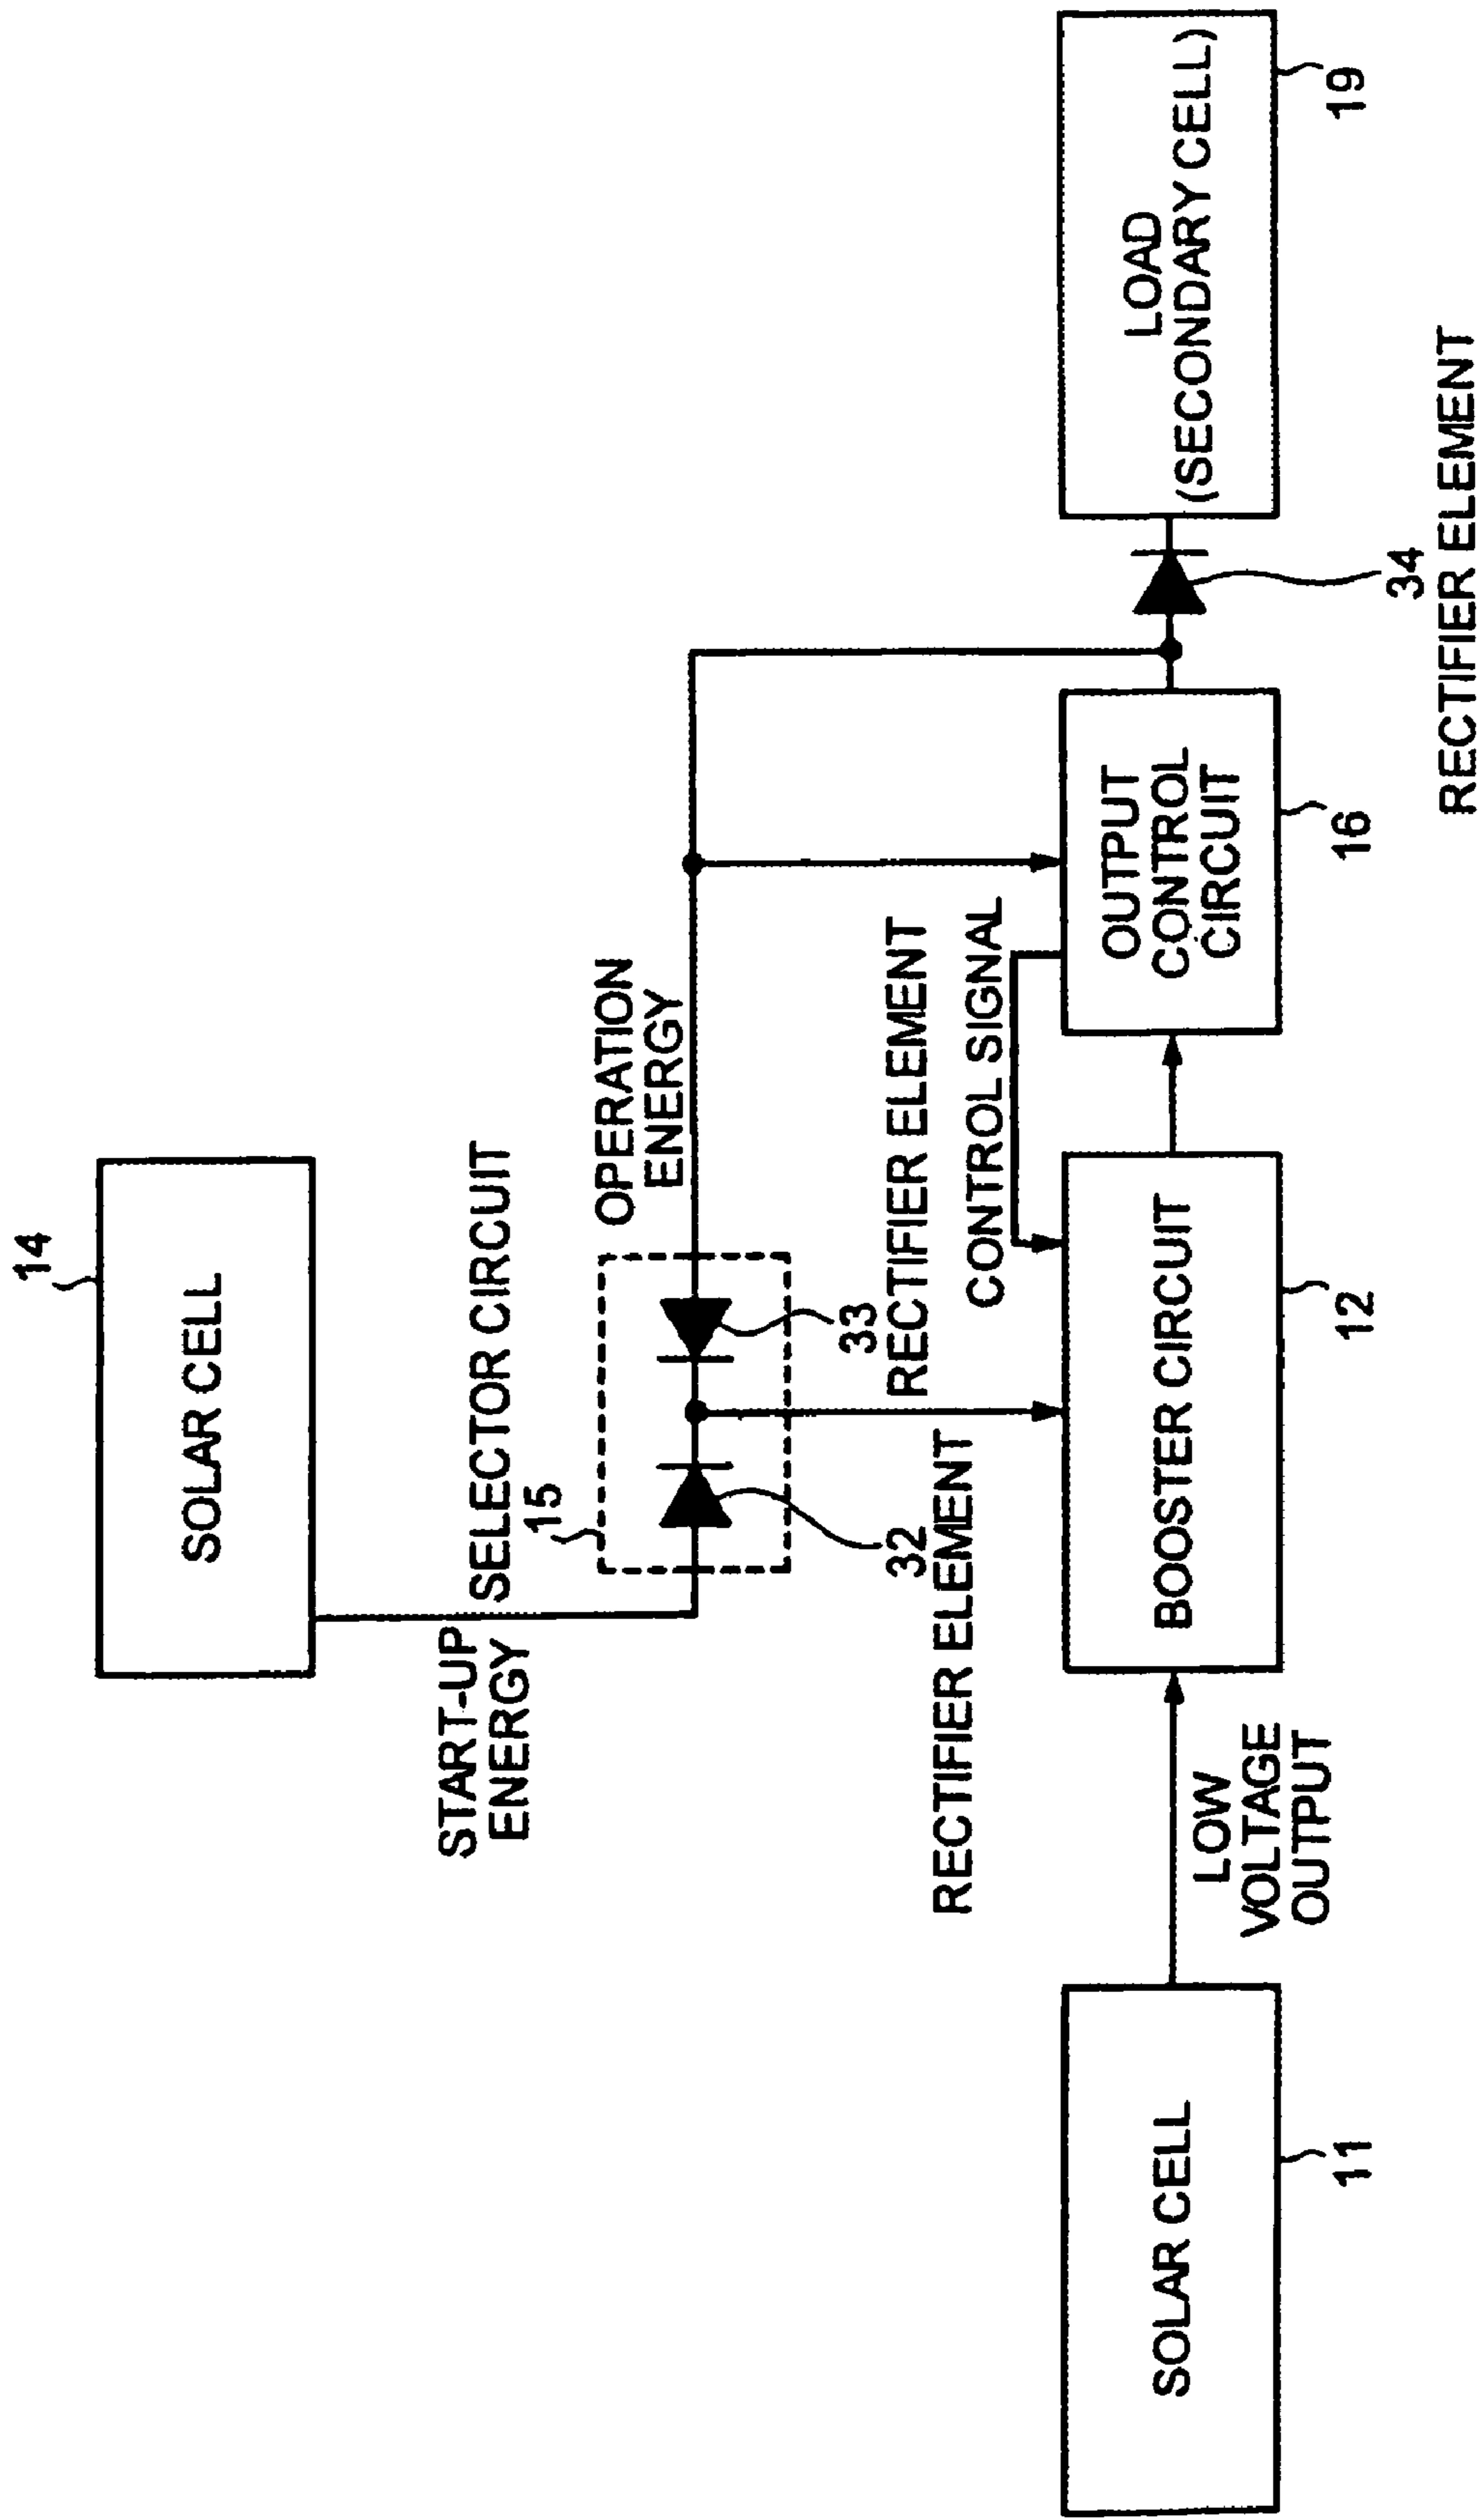 14
SOLAR CELL
START-UP
ENERGY
SELECTOR CIRCUIT
15
OPERATION
ENERGY
33
RECTIFIER ELEMENT
32
RECTIFIER ELEMENT
CONTROL SIGNAL
SOLAR CELL
11
LOW
VOLTAGE
OUTPUT
BOOSTER CIRCUIT
12
OUTPUT
CONTROL
CIRCUIT
16
34
RECTIFIER ELEMENT
LOAD
(SECONDARY CELL)
19